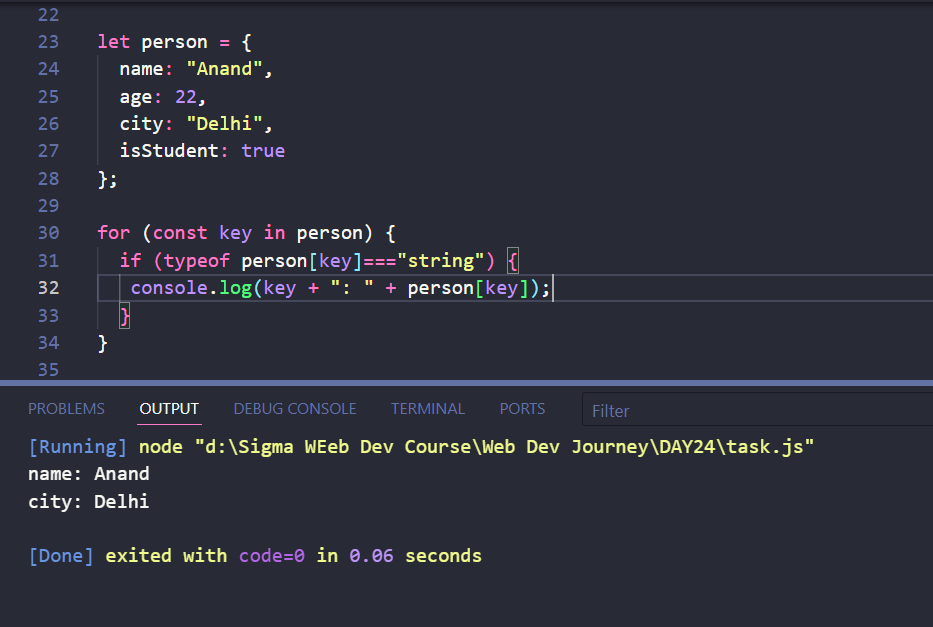 22
23 let person = {
24 name: "Anand",
25 age: 22,
26 city: "Delhi",
27 isStudent: true
28 };
29
30 for (const key in person) {
31 if (typeof person[key]==="string") {
32 console.log(key + ": " + person[key]);
33 }
34 }
35
PROBLEMS OUTPUT DEBUG CONSOLE TERMINAL PORTS Filter
[Running] node "d:\Sigma WEeb Dev Course\Web Dev Journey\DAY24\task.js"
name: Anand
city: Delhi
[Done] exited with code=0 in 0.06 seconds